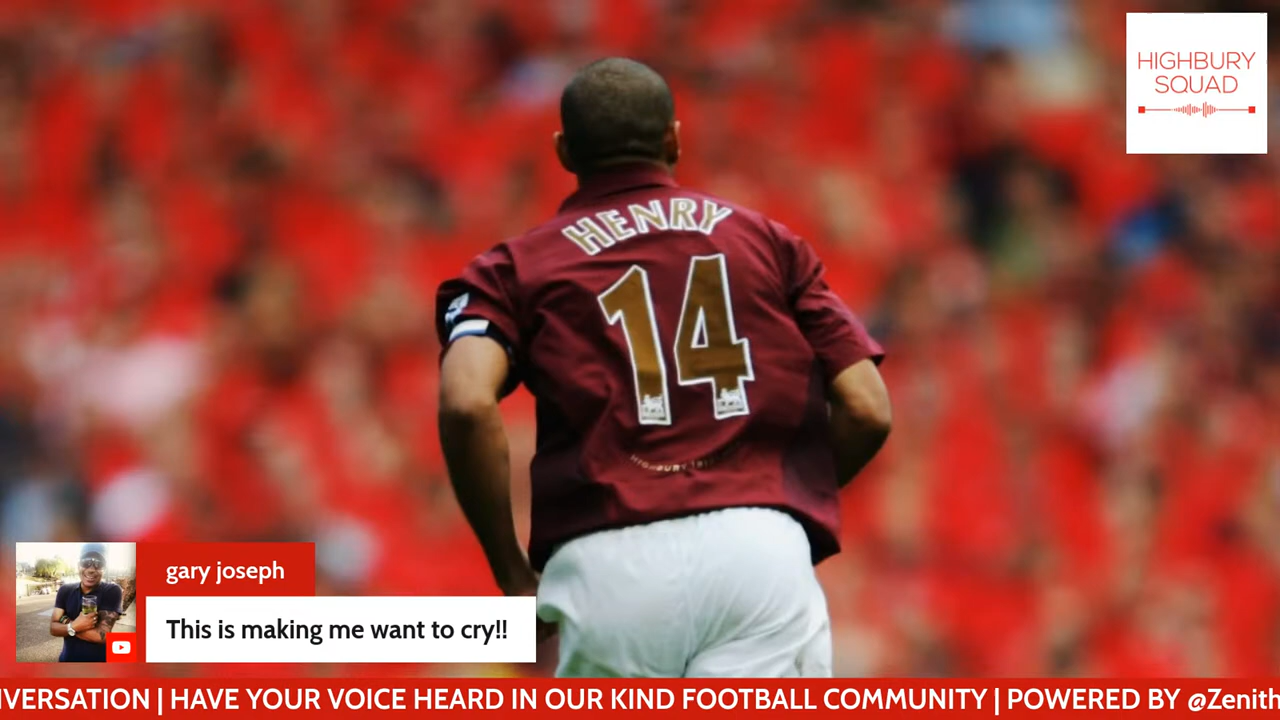 HIGHBURY
SQUAD
HENRY
14
gary joseph
This is making me want to cry!!
NVERSATION | HAVE YOUR VOICE HEARD IN OUR KIND FOOTBALL COMMUNITY | POWERED BY @Zenith